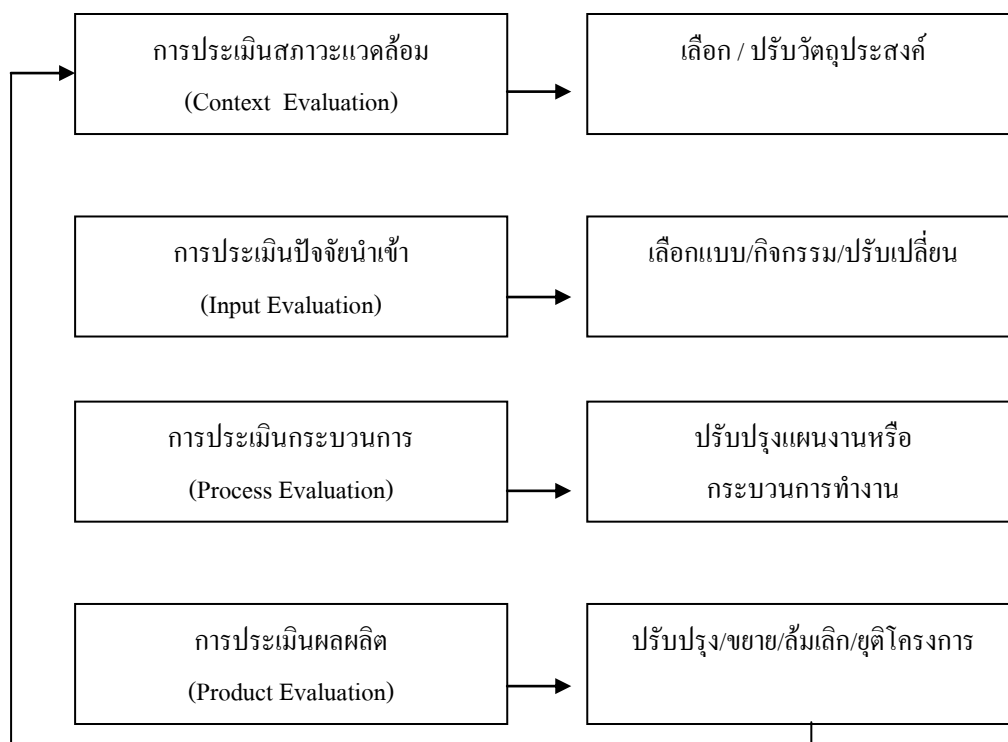 การประเมินสภาวะแวดล้อม
(Context Evaluation)
เลือก / ปรับวัตถุประสงค์
การประเมินปัจจัยนำเข้า
(Input Evaluation)
เลือกแบบ/กิจกรรม/ปรับเปลี่ยน
การประเมินกระบวนการ
(Process Evaluation)
ปรับปรุงแผนงานหรือ
กระบวนการทำงาน
การประเมินผลผลิต
(Product Evaluation)
ปรับปรุง/ขยาย/ล้มเลิก/ยุติโครงการ